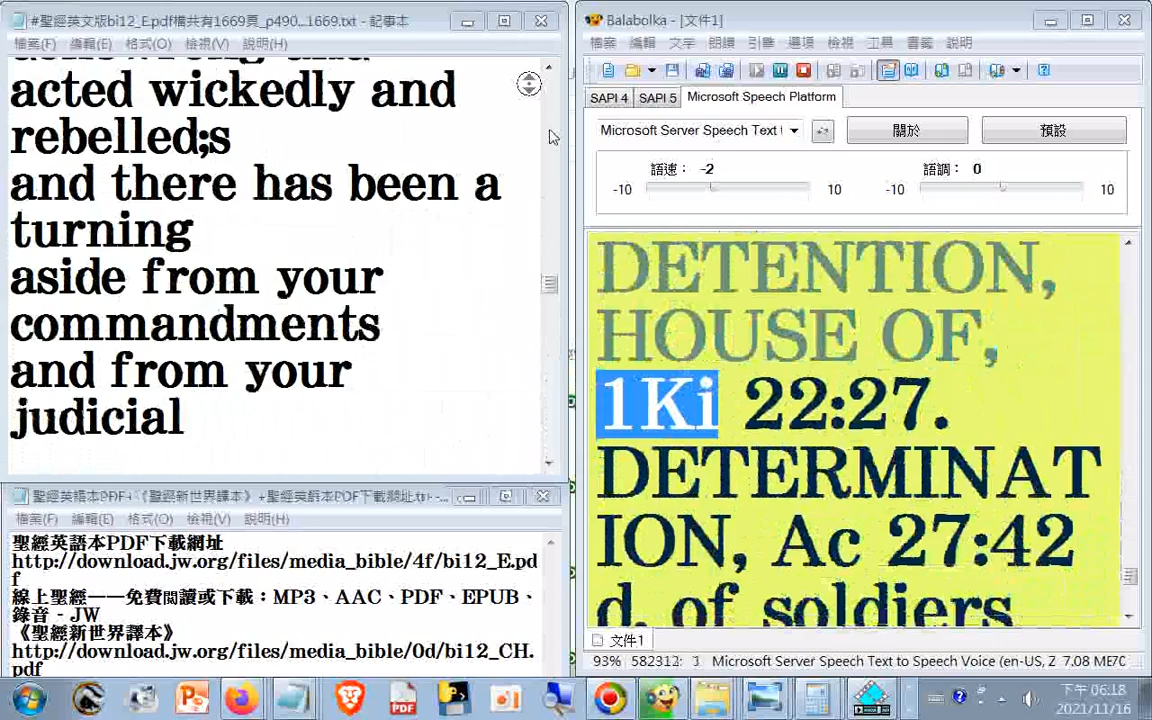 #聖經英文版bi12_E.pdf檔共有1669頁_p490...1669.txt - 記事本
檔案(F) 編輯(E) 格式(O) 檢視(V) 說明(H)
acted wickedly and
rebelled;s
and there has been a
turning
aside from your
commandments
and from your
judicial
聖經英語本PDF+《聖經新世界譯本》+聖經英語本PDF下載網址.txt - ...
檔案(F) 編輯(E) 格式(O) 檢視(V) 說明(H)
聖經英語本PDF下載網址
http://download.jw.org/files/media_bible/4f/bi12_E.pd
f
線上聖經——免費閱讀或下載：MP3、AAC、PDF、EPUB、
錄音 - JW
《聖經新世界譯本》
http://download.jw.org/files/media_bible/0d/bi12_CH.
pdf
Balabolka - [文件1]
檔案 編輯 文字 朗讀 引擎 選項 檢視 工具 書籤 說明
SAPI 4 SAPI 5 Microsoft Speech Platform
Microsoft Server Speech Text 關於 預設
語速： -2 語調： 0
-10 10 -10 10
DETENTION,
HOUSE OF,
1Ki 22:27.
DETERMINAT
ION, Ac 27:42
d. of soldiers
文件1
93% 582312: Microsoft Server Speech Text to Speech Voice (en-US, Z 7.08
PDF
下午 06:18
2021/11/16